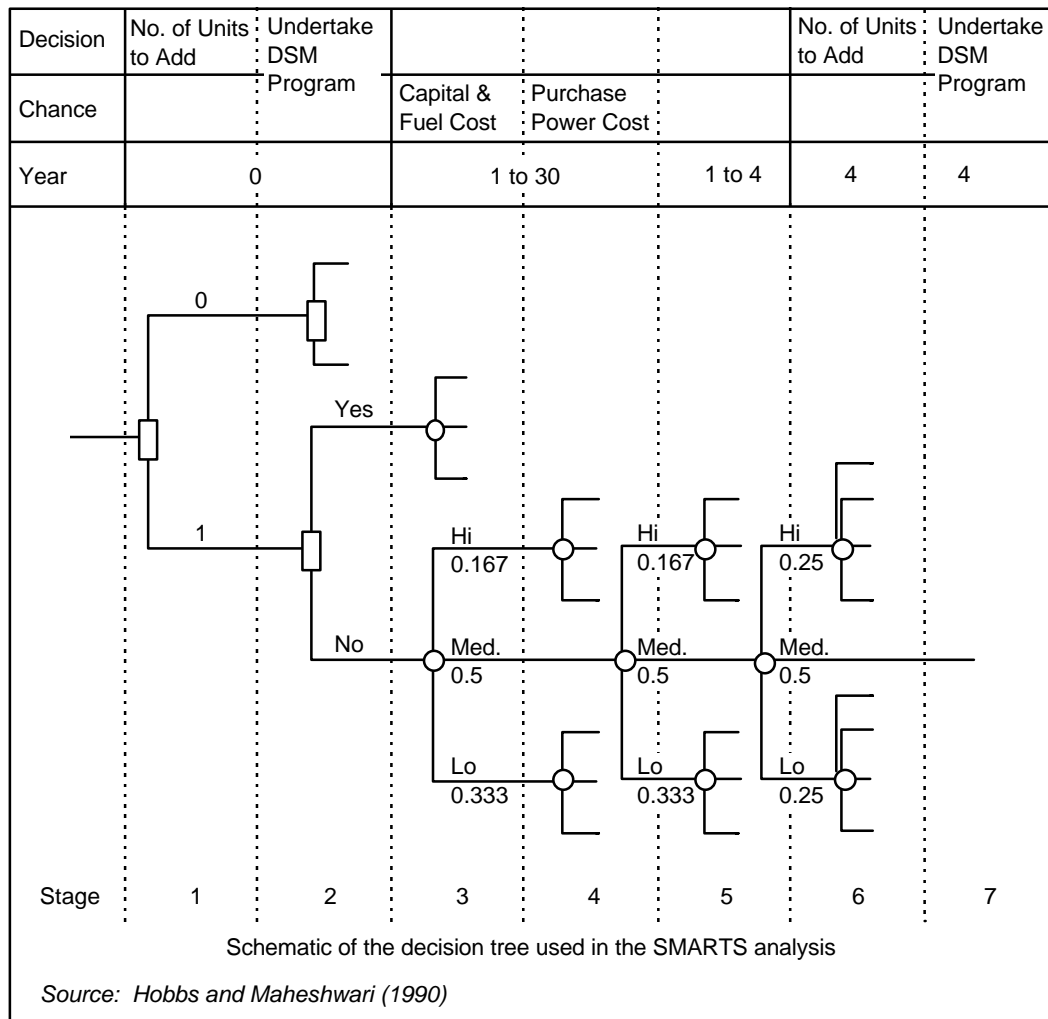 Decision
No. of Units to Add
Undertake DSM Program
No. of Units to Add
Undertake DSM Program
Chance
Capital & Fuel Cost
Purchase Power Cost
Year
0
1 to 30
1 to 4
4
4
0
Yes
1
Hi
0.167
Hi
0.167
Hi
0.25
No
Med.
0.5
Med.
0.5
Med.
0.5
Lo
0.333
Lo
0.333
Lo
0.25
Stage
1
2
3
4
5
6
7
Schematic of the decision tree used in the SMARTS analysis
Source: Hobbs and Maheshwari (1990)